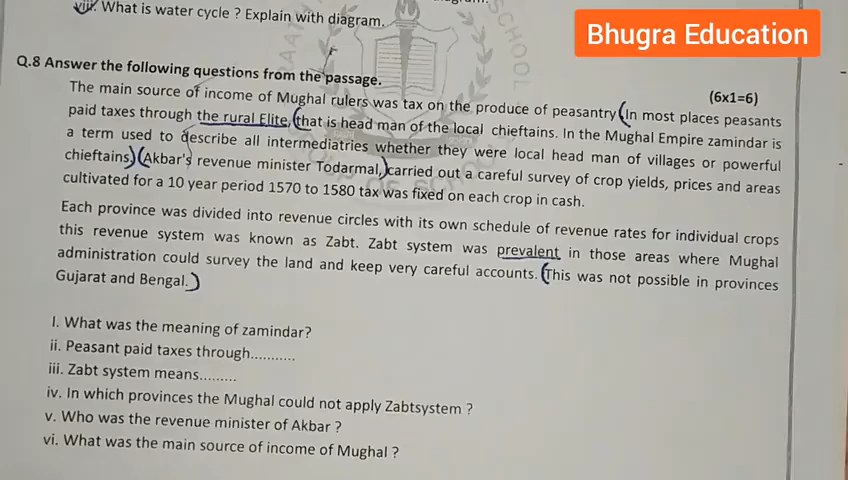 viii. What is water cycle ? Explain with diagram.
Bhugra Education
Q.8 Answer the following questions from the passage.
(6x1=6)
The main source of income of Mughal rulers was tax on the produce of peasantry (In most places peasants
paid taxes through the rural Elite, (that is head man of the local chieftains. In the Mughal Empire zamindar is
a term used to describe all intermediatries whether they were local head man of villages or powerful
chieftains) (Akbar's revenue minister Todarmal,) carried out a careful survey of crop yields, prices and areas
cultivated for a 10 year period 1570 to 1580 tax was fixed on each crop in cash.
Each province was divided into revenue circles with its own schedule of revenue rates for individual crops
this revenue system was known as Zabt. Zabt system was prevalent in those areas where Mughal
administration could survey the land and keep very careful accounts. (This was not possible in provinces
Gujarat and Bengal.)
I. What was the meaning of zamindar?
ii. Peasant paid taxes through...........
iii. Zabt system means.........
iv. In which provinces the Mughal could not apply Zabtsystem ?
v. Who was the revenue minister of Akbar ?
vi. What was the main source of income of Mughal ?